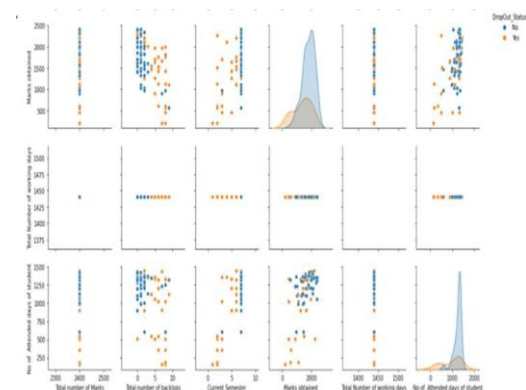 DropOut_Status
No
Yes
Marks obtained
2500
2000
1500
1000
500
Total Number of working days
1500
1475
1450
1425
1400
1375
No of Attended days of student
1500
1250
1000
750
500
250
2300 2400 2500
0 5 10
0 5 10
0 2000
1400 1450 1500
0 1000 2000
Total number of Marks
Total number of backlogs
Current Semester
Marks obtained
Total Number of working days
No of Attended days of student